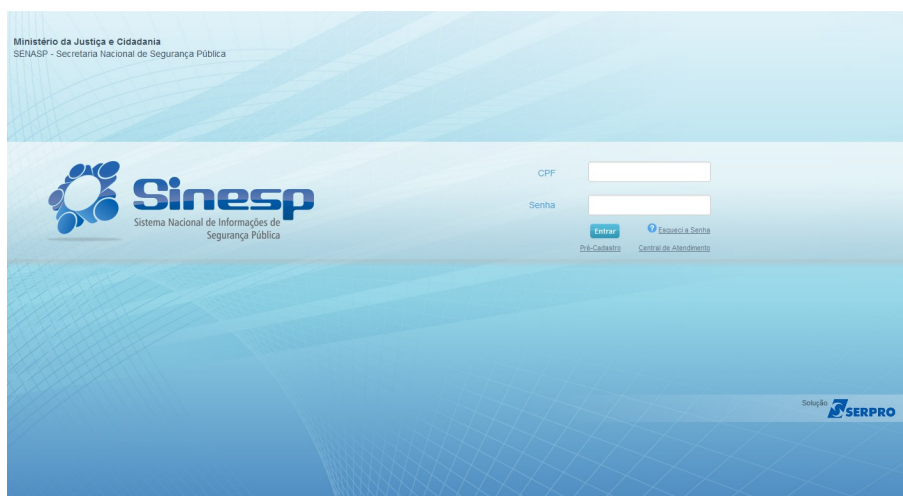 Ministério da Justiça e Cidadania
SENASP - Secretaria Nacional de Segurança Pública
Sinesp
Sistema Nacional de Informações de
Segurança Pública
CPF
Senha
Entrar
Esqueci a Senha
Pré-Cadastro
Central de Atendimento
Solução
SERPRO